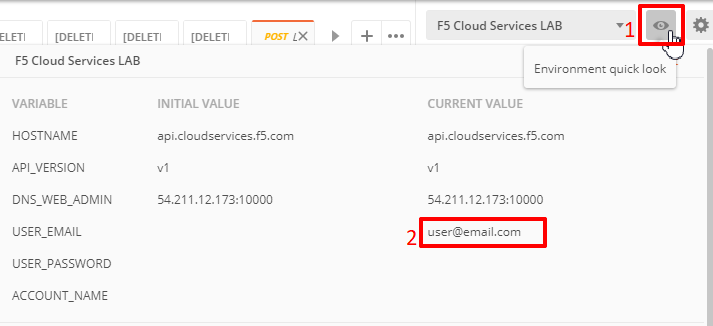 [DELETI [DELETI [DELETI POST L F5 Cloud Services LAB 1
F5 Cloud Services LAB
Environment quick look
VARIABLE INITIAL VALUE CURRENT VALUE
HOSTNAME api.cloudservices.f5.com api.cloudservices.f5.com
API_VERSION v1 v1
DNS_WEB_ADMIN 54.211.12.173:10000 54.211.12.173:10000
USER_EMAIL 2 user@email.com
USER_PASSWORD
ACCOUNT_NAME